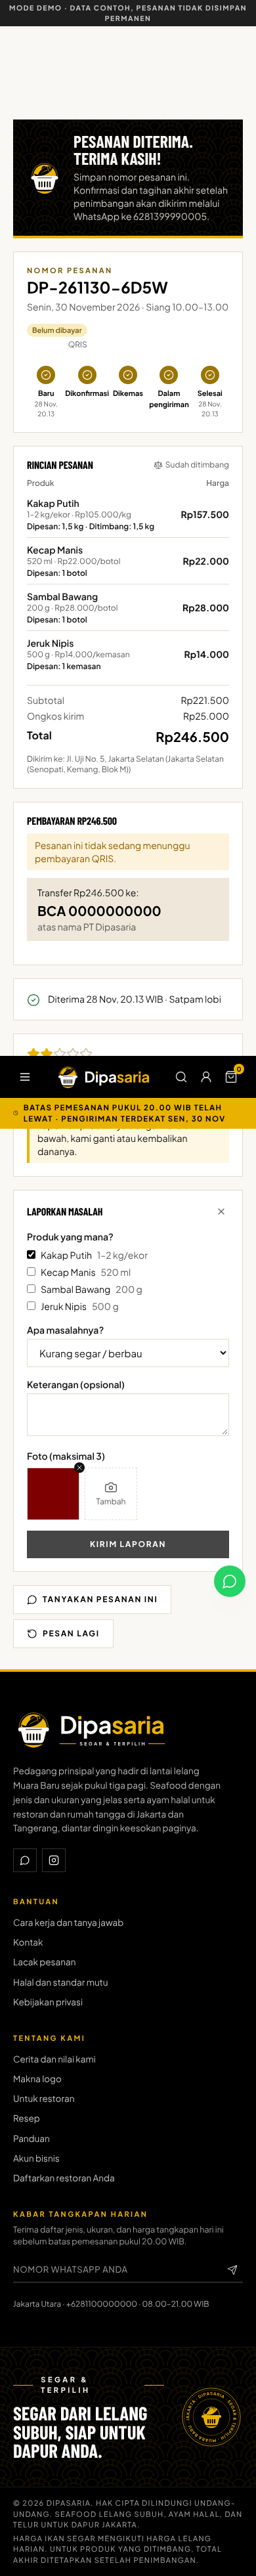 MODE DEMO · DATA CONTOH, PESANAN TIDAK DISIMPAN
PERMANEN
PESANAN DITERIMA.
TERIMA KASIH!
Simpan nomor pesanan ini.
Konfirmasi dan tagihan akhir setelah
penimbangan akan dikirim melalui
WhatsApp ke 6281399990005.
NOMOR PESANAN
DP-261130-6D5W
Senin, 30 November 2026 · Siang 10.00–13.00
Belum dibayar
QRIS
Baru
28 Nov,
20.13
Dikonfirmasi
Dikemas
Dalam
pengiriman
Selesai
28 Nov,
20.13
RINCIAN PESANAN
Sudah ditimbang
Produk
Harga
Kakap Putih
1–2 kg/ekor · Rp105.000/kg
Dipesan: 1,5 kg · Ditimbang: 1,5 kg
Rp157.500
Kecap Manis
520 ml · Rp22.000/botol
Dipesan: 1 botol
Rp22.000
Sambal Bawang
200 g · Rp28.000/botol
Dipesan: 1 botol
Rp28.000
Jeruk Nipis
500 g · Rp14.000/kemasan
Dipesan: 1 kemasan
Rp14.000
Subtotal
Rp221.500
Ongkos kirim
Rp25.000
Total
Rp246.500
Dikirim ke: Jl. Uji No. 5, Jakarta Selatan (Jakarta Selatan
(Senopati, Kemang, Blok M))
PEMBAYARAN RP246.500
Pesanan ini tidak sedang menunggu
pembayaran QRIS.
Transfer Rp246.500 ke:
BCA 0000000000
atas nama PT Dipasaria
Diterima 28 Nov, 20.13 WIB · Satpam lobi
Dipasaria
0
BATAS PEMESANAN PUKUL 20.00 WIB TELAH
LEWAT · PENGIRIMAN TERDEKAT SEN, 30 NOV
bawah, kami ganti atau kembalikan
dananya.
LAPORKAN MASALAH
Produk yang mana?
Kakap Putih 1–2 kg/ekor
Kecap Manis 520 ml
Sambal Bawang 200 g
Jeruk Nipis 500 g
Apa masalahnya?
Kurang segar / berbau
Keterangan (opsional)
Foto (maksimal 3)
Tambah
KIRIM LAPORAN
TANYAKAN PESANAN INI
PESAN LAGI
Dipasaria
SEGAR & TERPILIH
Pedagang prinsipal yang hadir di lantai lelang
Muara Baru sejak pukul tiga pagi. Seafood dengan
jenis dan ukuran yang jelas serta ayam halal untuk
restoran dan rumah tangga di Jakarta dan
Tangerang, diantar dingin keesokan paginya.
BANTUAN
Cara kerja dan tanya jawab
Kontak
Lacak pesanan
Halal dan standar mutu
Kebijakan privasi
TENTANG KAMI
Cerita dan nilai kami
Makna logo
Untuk restoran
Resep
Panduan
Akun bisnis
Daftarkan restoran Anda
KABAR TANGKAPAN HARIAN
Terima daftar jenis, ukuran, dan harga tangkapan hari ini
sebelum batas pemesanan pukul 20.00 WIB.
NOMOR WHATSAPP ANDA
Jakarta Utara · +6281100000000 · 08.00–21.00 WIB
SEGAR &
TERPILIH
SEGAR DARI LELANG
SUBUH, SIAP UNTUK
DAPUR ANDA.
© 2026 DIPASARIA. HAK CIPTA DILINDUNGI UNDANG-
UNDANG. SEAFOOD LELANG SUBUH, AYAM HALAL, DAN
TELUR UNTUK DAPUR JAKARTA.
HARGA IKAN SEGAR MENGIKUTI HARGA LELANG
HARIAN. UNTUK PRODUK YANG DITIMBANG, TOTAL
AKHIR DITETAPKAN SETELAH PENIMBANGAN.